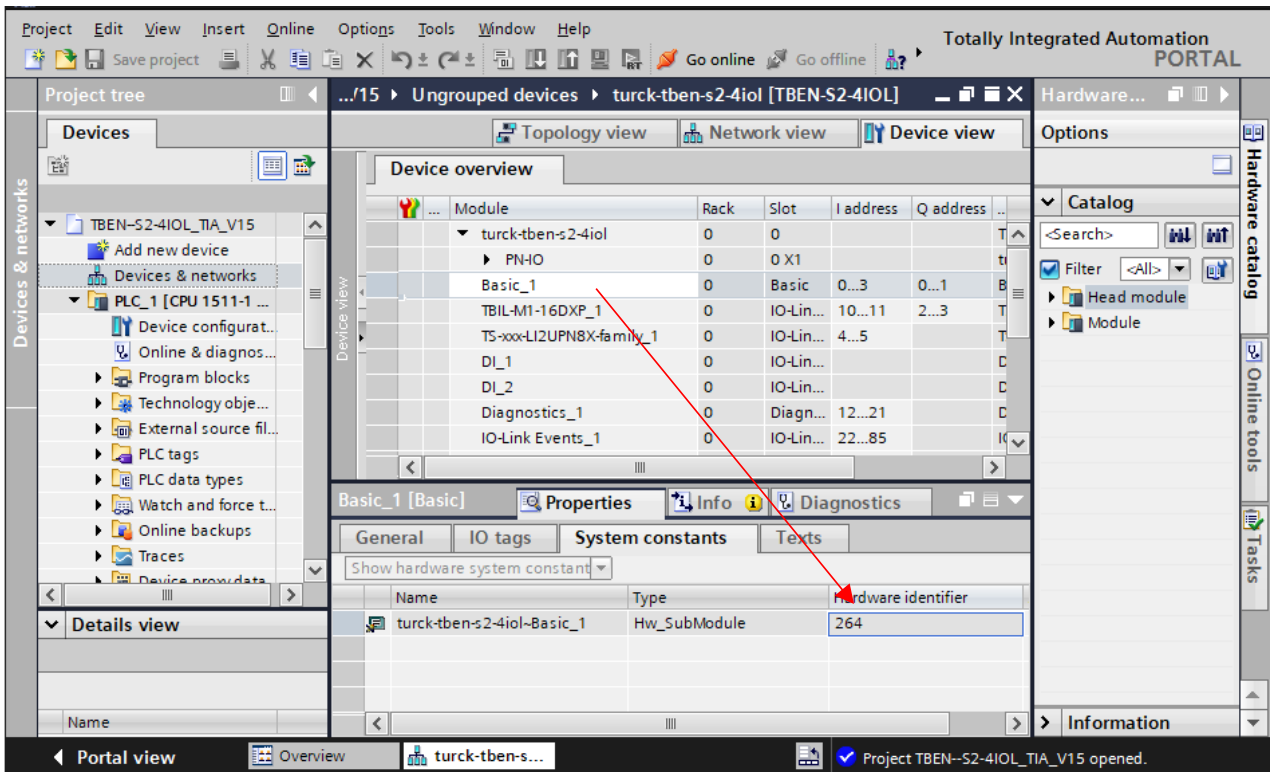 Project Edit View Insert Online Options Tools Window Help
Totally Integrated Automation
PORTAL
Save project Go online Go offline
Project tree
.../15 Ungrouped devices turck-tben-s2-4iol [TBEN-S2-4IOL]
Hardware...
Devices
Topology view Network view Device view
Options
Device overview
... Module Rack Slot I address Q address ..
Catalog
<Search>
Filter <All>
Head module
Module
turck-tben-s2-4iol 0 0 T
PN-IO 0 0 X1
Basic_1 0 Basic 0...3 0...1 B
TBIL-M1-16DXP_1 0 IO-Lin... 10...11 2...3 T
TS-xxx-LI2UPN8X-family_1 0 IO-Lin... 4...5 T
DI_1 0 IO-Lin... D
DI_2 0 IO-Lin... D
Diagnostics_1 0 Diagn... 12...21 D
IO-Link Events_1 0 IO-Lin... 22...85
TBEN--S2-4IOL_TIA_V15
Add new device
Devices & networks
PLC_1 [CPU 1511-1 ...
Device configurat...
Online & diagnos...
Program blocks
Technology obje...
External source fil...
PLC tags
PLC data types
Watch and force t...
Online backups
Traces
Device proxy data
Details view
Name
Devices & networks
Device view
Basic_1 [Basic]
Properties Info Diagnostics
General IO tags System constants Texts
Show hardware system constant
Name Type Hardware identifier
turck-tben-s2-4iol~Basic_1 Hw_SubModule 264
Information
Hardware catalog
Online tools
Tasks
Portal view Overview turck-tben-s... Project TBEN--S2-4IOL_TIA_V15 opened.